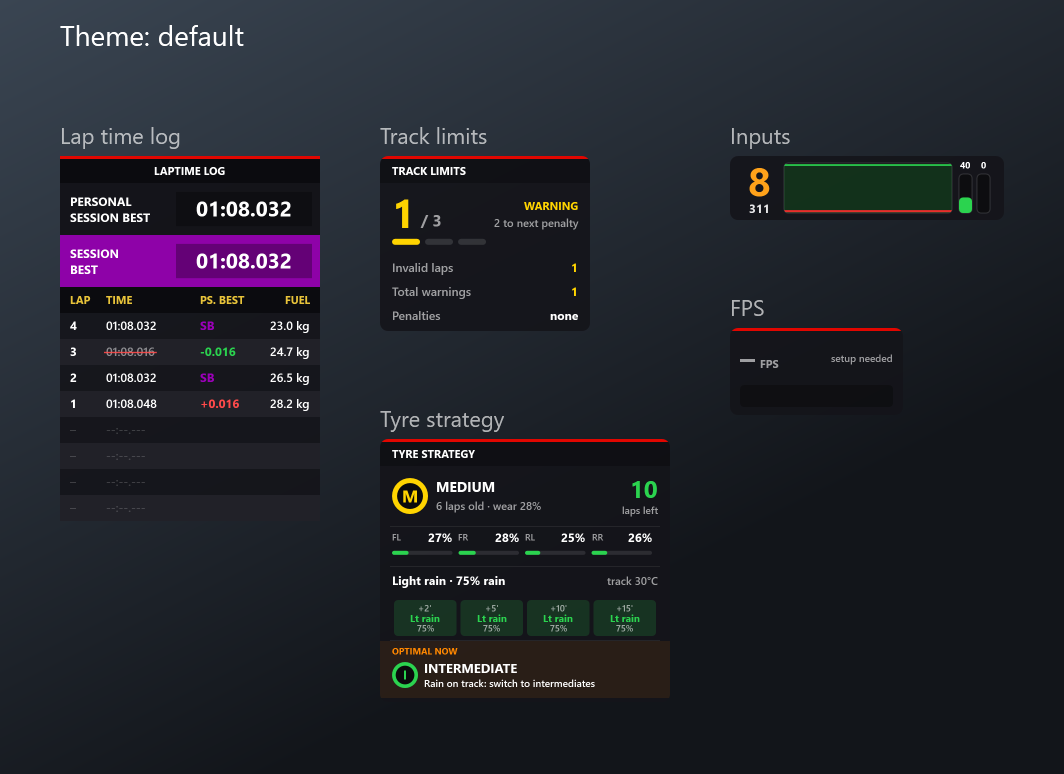 Theme: default
Lap time log
LAPTIME LOG
PERSONAL
SESSION BEST
01:08.032
SESSION
BEST
01:08.032
LAP TIME PS. BEST FUEL
4 01:08.032 SB 23.0 kg
3 01:08.016 -0.016 24.7 kg
2 01:08.032 SB 26.5 kg
1 01:08.048 +0.016 28.2 kg
– --:--.---
– --:--.---
– --:--.---
– --:--.---
Track limits
TRACK LIMITS
1 / 3
WARNING
2 to next penalty
Invalid laps 1
Total warnings 1
Penalties none
Tyre strategy
TYRE STRATEGY
M
MEDIUM
6 laps old · wear 28%
10
laps left
FL 27% FR 28% RL 25% RR 26%
Light rain · 75% rain track 30°C
+2' +5' +10' +15'
Lt rain Lt rain Lt rain Lt rain
75% 75% 75% 75%
OPTIMAL NOW
I
INTERMEDIATE
Rain on track: switch to intermediates
Inputs
8
311
40 0
FPS
— FPS setup needed